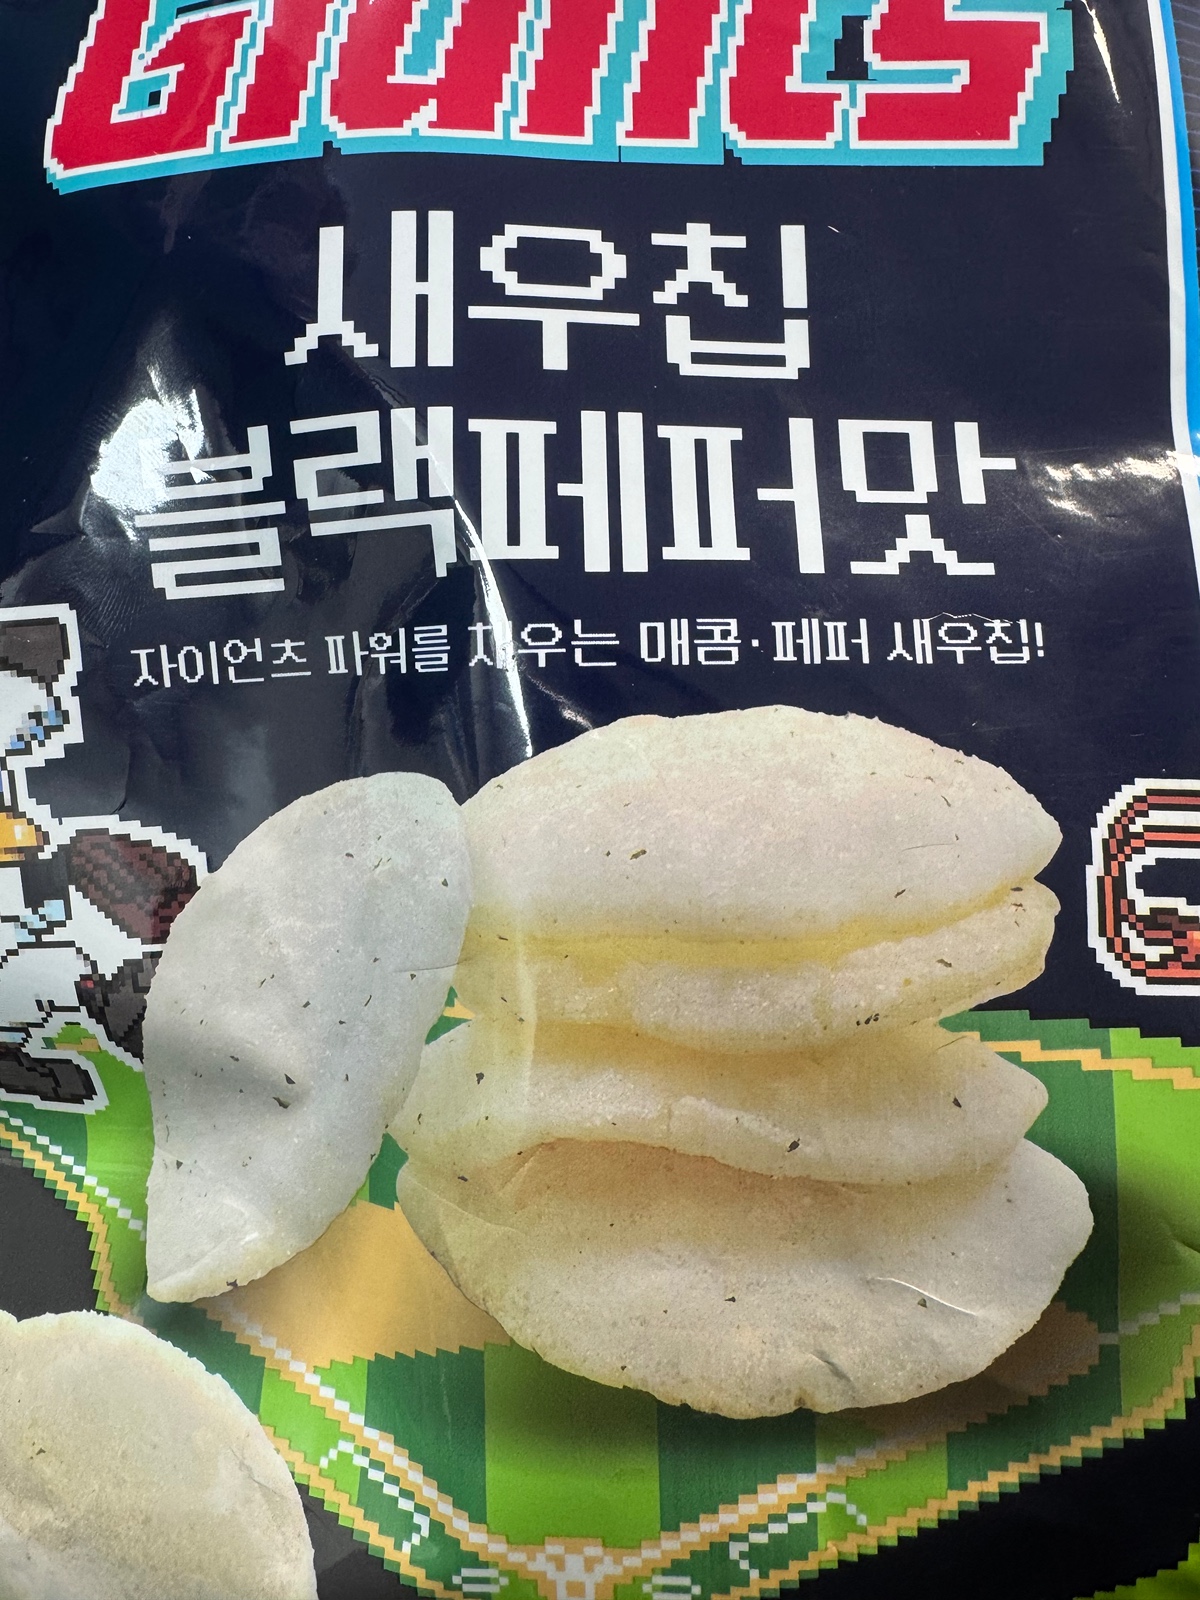 Giants
새우칩
블랙페퍼맛
자이언츠 파워를 채우는 매콤·페퍼 새우칩!